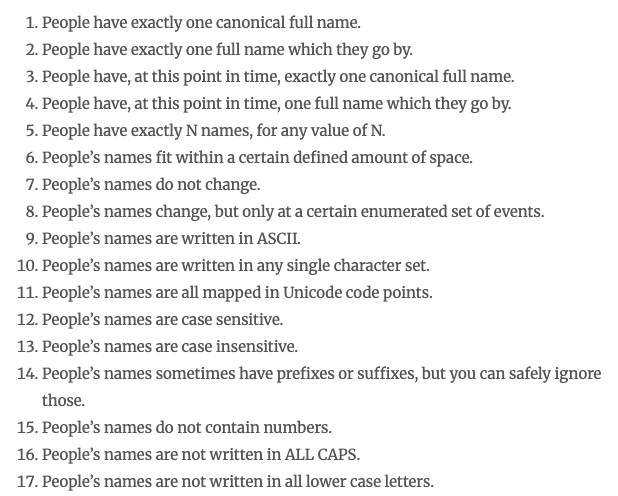 1. People have exactly one canonical full name.
2. People have exactly one full name which they go by.
3. People have, at this point in time, exactly one canonical full name.
4. People have, at this point in time, one full name which they go by.
5. People have exactly N names, for any value of N.
6. People’s names fit within a certain defined amount of space.
7. People’s names do not change.
8. People’s names change, but only at a certain enumerated set of events.
9. People’s names are written in ASCII.
10. People’s names are written in any single character set.
11. People’s names are all mapped in Unicode code points.
12. People’s names are case sensitive.
13. People’s names are case insensitive.
14. People’s names sometimes have prefixes or suffixes, but you can safely ignore
those.
15. People’s names do not contain numbers.
16. People’s names are not written in ALL CAPS.
17. People’s names are not written in all lower case letters.